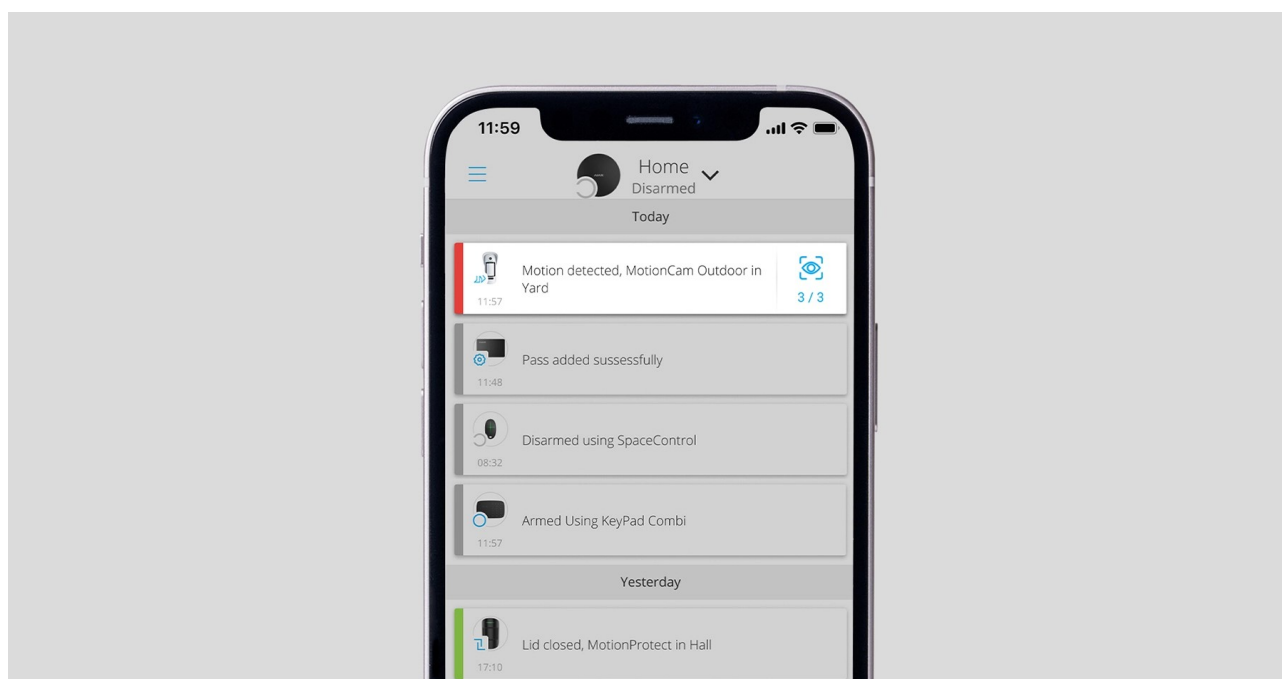 11:59
Home
Disarmed
Today
Motion detected, MotionCam Outdoor in
Yard
11:57
3 / 3
Pass added sussessfully
11:48
Disarmed using SpaceControl
08:32
Armed Using KeyPad Combi
11:57
Yesterday
Lid closed, MotionProtect in Hall
17:10